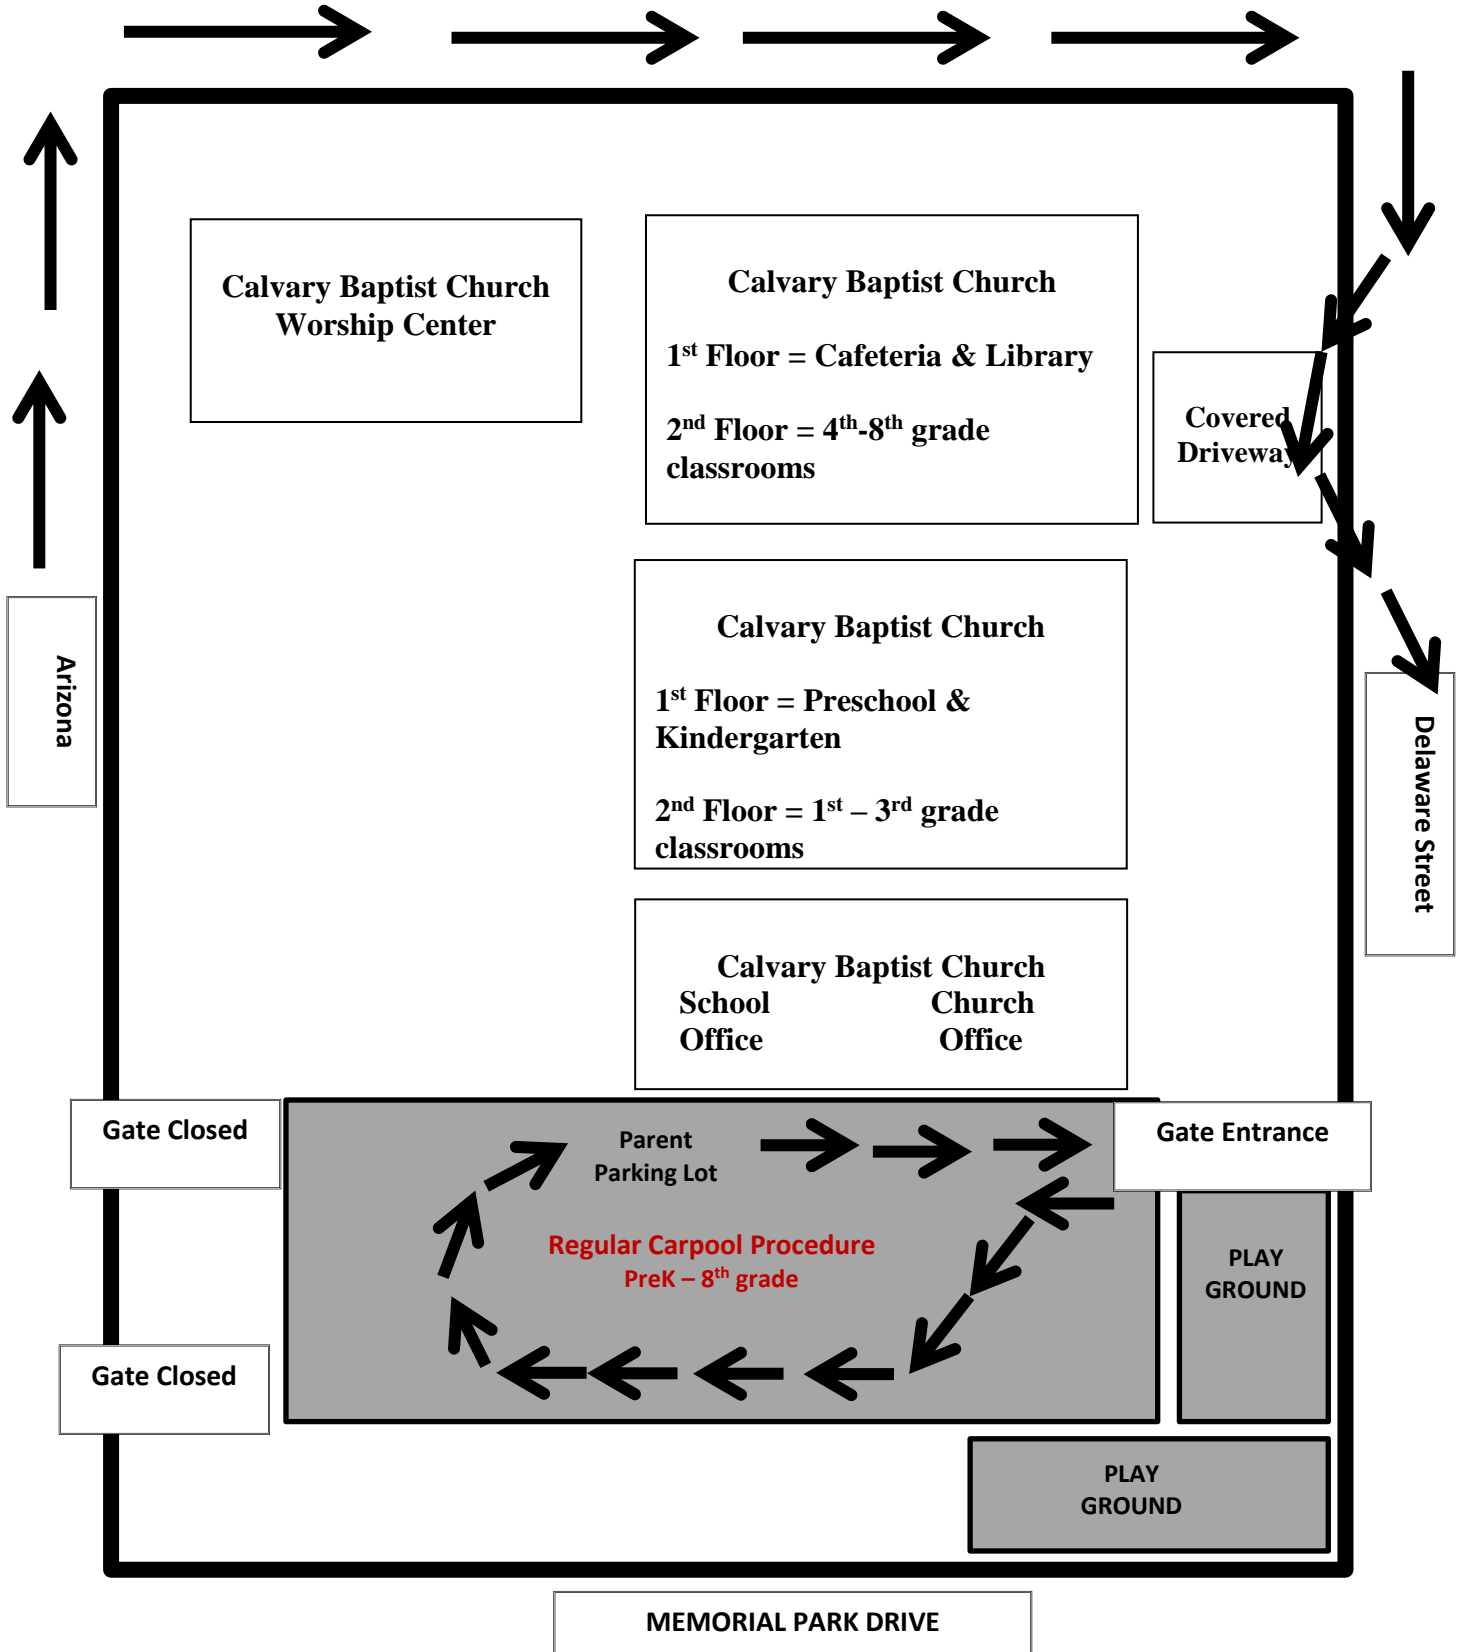 Calvary Baptist Church
Worship Center
Calvary Baptist Church
1st Floor = Cafeteria & Library
2nd Floor = 4th-8th grade
classrooms
Covered
Driveway
Calvary Baptist Church
1st Floor = Preschool &
Kindergarten
2nd Floor = 1st – 3rd grade
classrooms
Arizona
Delaware Street
Calvary Baptist Church
School Church
Office Office
Gate Closed
Parent
Parking Lot
Gate Entrance
Regular Carpool Procedure
PreK – 8th grade
PLAY
GROUND
Gate Closed
PLAY
GROUND
MEMORIAL PARK DRIVE